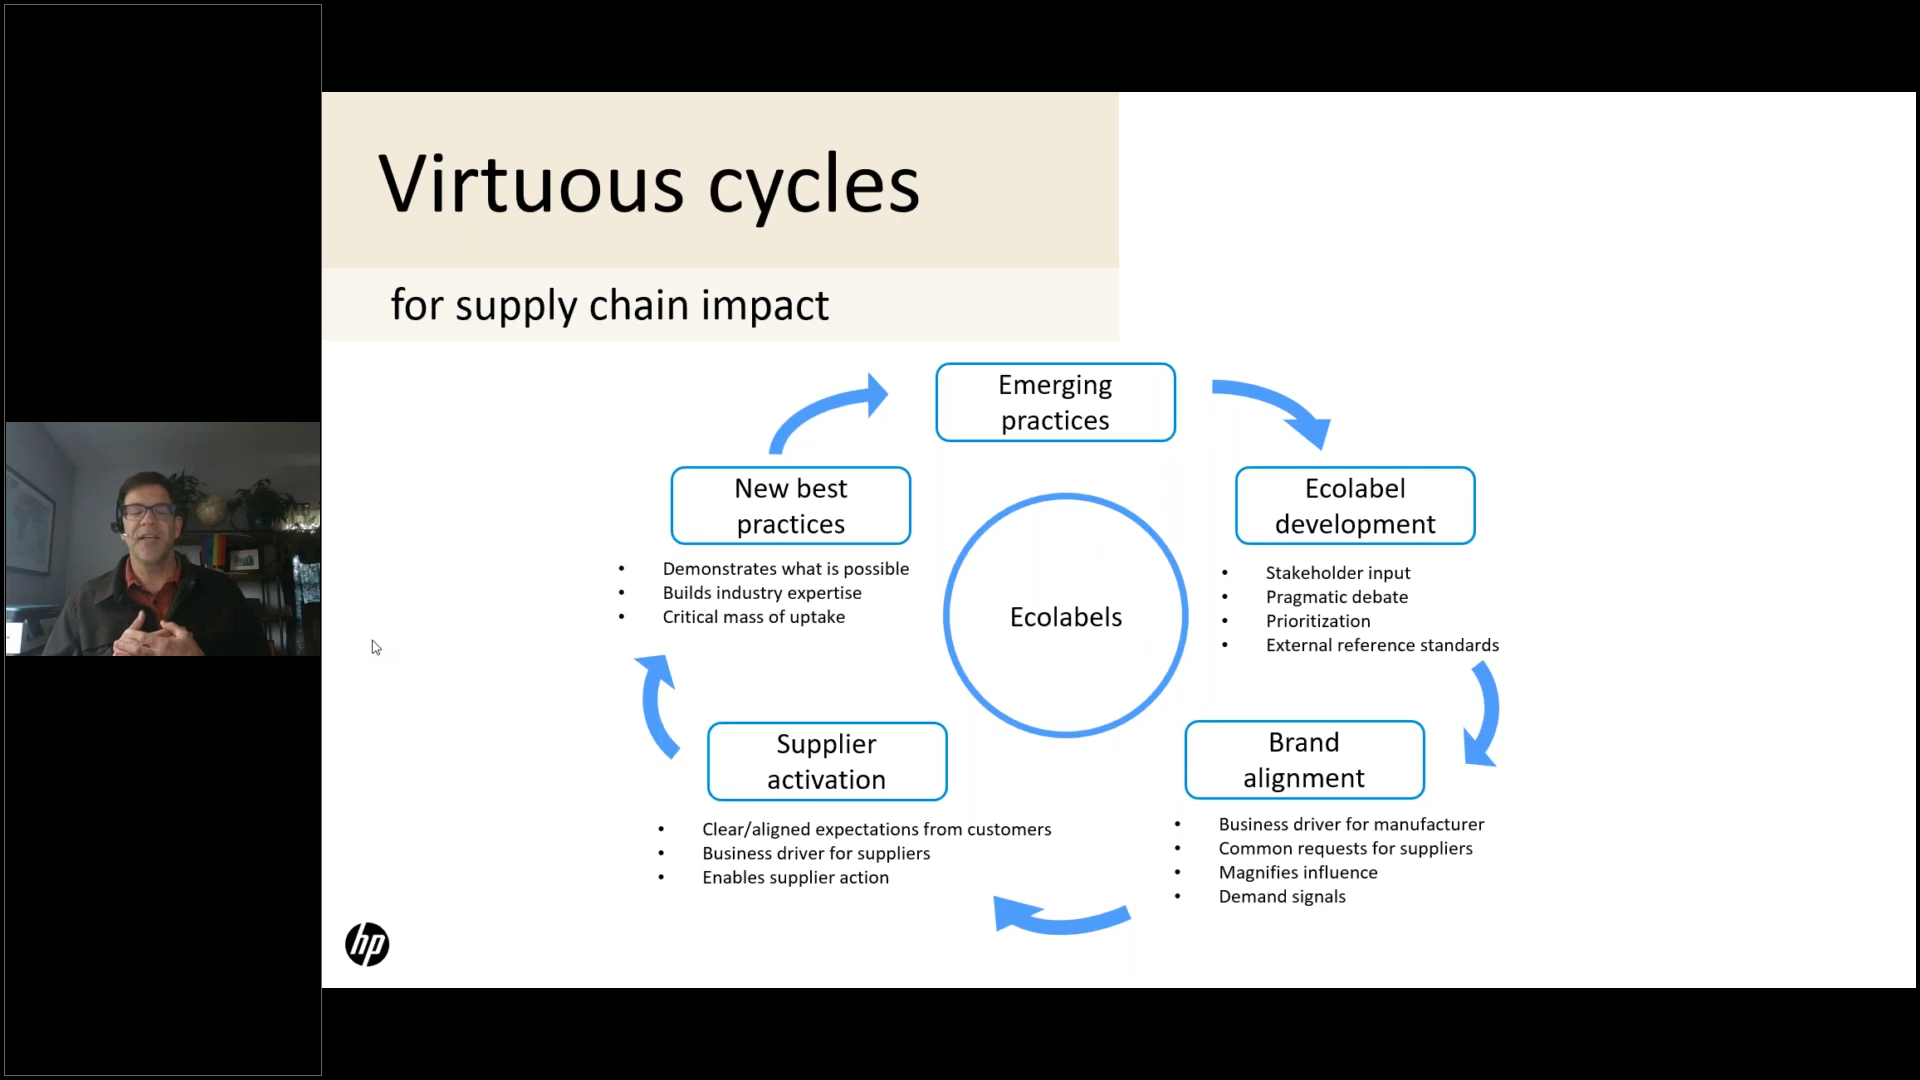 Virtuous cycles
for supply chain impact
Emerging
practices
New best
practices
• Demonstrates what is possible
• Builds industry expertise
• Critical mass of uptake
Ecolabel
development
• Stakeholder input
• Pragmatic debate
• Prioritization
• External reference standards
Ecolabels
Supplier
activation
• Clear/aligned expectations from customers
• Business driver for suppliers
• Enables supplier action
Brand
alignment
• Business driver for manufacturer
• Common requests for suppliers
• Magnifies influence
• Demand signals
hp